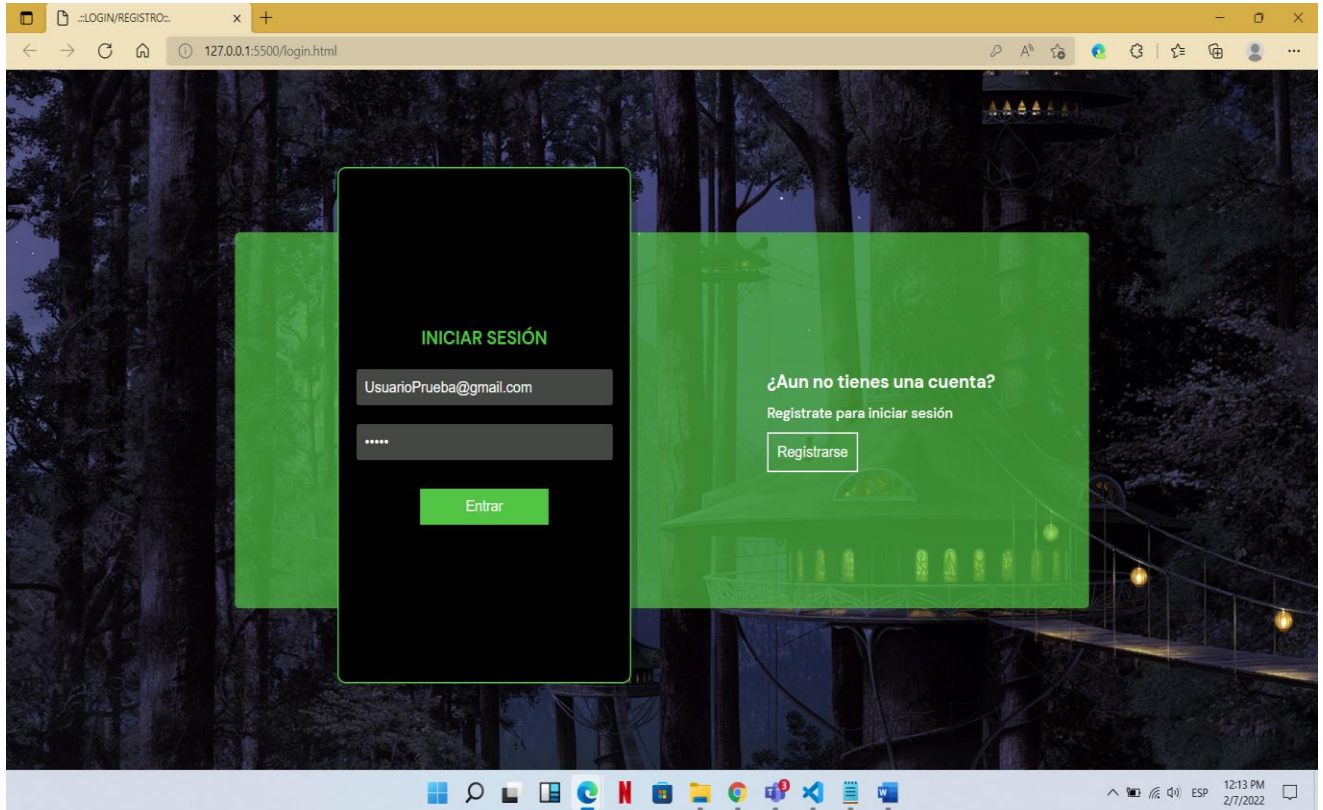 .::LOGIN/REGISTRO::.
127.0.0.1:5500/login.html
INICIAR SESIÓN
UsuarioPrueba@gmail.com
•••••
Entrar
¿Aun no tienes una cuenta?
Registrate para iniciar sesión
Registrarse
ESP
12:13 PM
2/7/2022